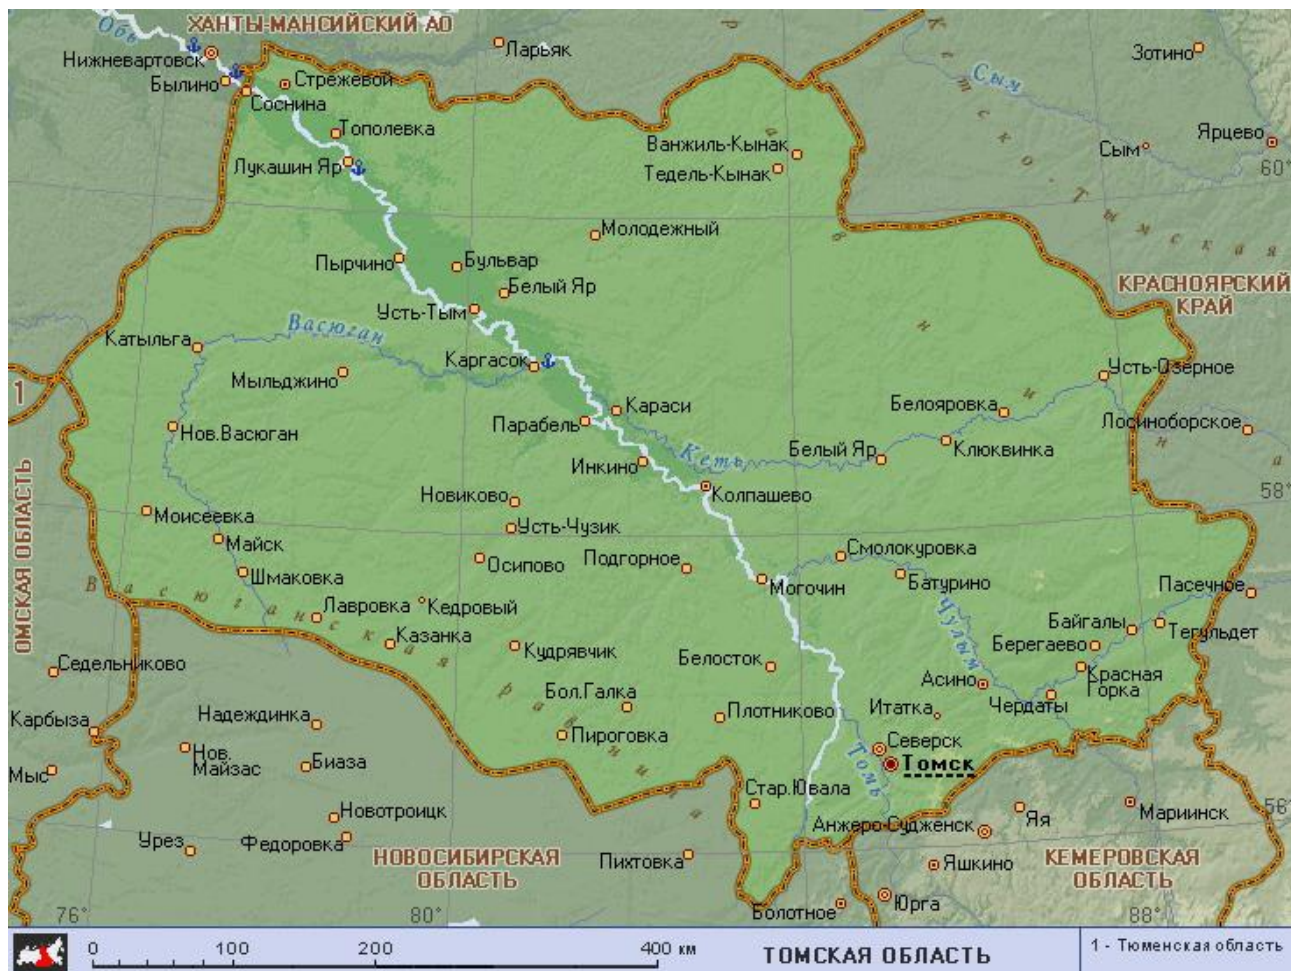 ХАНТЫ-МАНСИЙСКИЙ АО
Обь
Нижневартовск
Былино
Соснина
Стрежевой
Ларьяк
Зотино
Сым
Кетско-Тымская
равнина
Ярцево
Сым
60°
Тополевка
Лукашин Яр
Ванжиль-Кынак
Тедель-Кынак
Молодежный
Пырчино
Бульвар
Белый Яр
Усть-Тым
КРАСНОЯРСКИЙ
КРАЙ
Катыльга
Васюган
Каргасок
Мыльджино
Усть-Озерное
1
Караси
Белояровка
Парабель
Лосиноборское
Нов.Васюган
Кеть
Белый Яр
Клюквинка
Инкино
Колпашево
58°
ОМСКАЯ ОБЛАСТЬ
Новиково
Моисеевка
Усть-Чузик
Майск
Осипово
Подгорное
Смолокуровка
Батурино
Шмаковка
Могочин
Пасечное
Васюганская
равнина
Лавровка
Кедровый
Чулым
Байгалы
Тегульдет
Казанка
Кудрявчик
Берегаево
Белосток
Седельниково
Асино
Красная
Горка
Бол.Галка
Чердаты
Карбыза
Надеждинка
Плотниково
Итатка
Пироговка
Северск
Нов.
Майзас
Биаза
Томь
Томск
Мыс
Стар.Ювала
Новотроицк
Мариинск
56°
Яя
Анжеро-Судженск
Урез
Федоровка
НОВОСИБИРСКАЯ
ОБЛАСТЬ
Пихтовка
Яшкино
КЕМЕРОВСКАЯ
ОБЛАСТЬ
Болотное
Юрга
76°
80°
88°
0 100 200 400 км
ТОМСКАЯ ОБЛАСТЬ
1 - Тюменская область